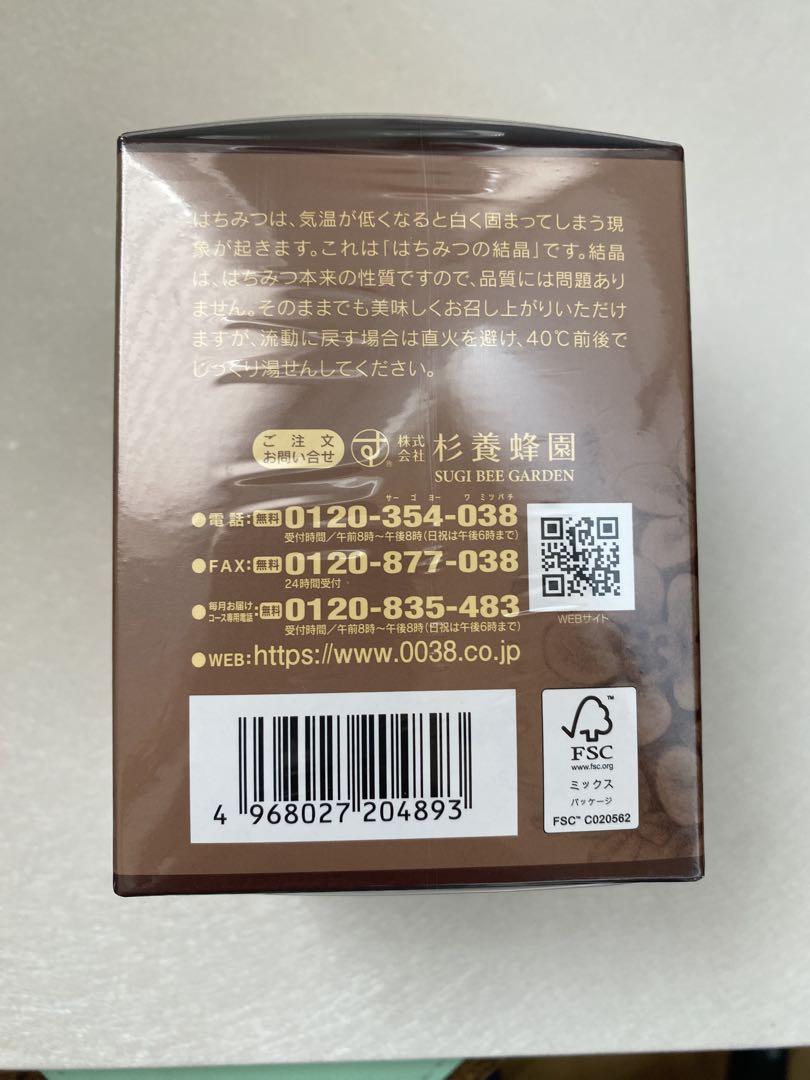 はちみつは、気温が低くなると白く固まってしまう現
象が起きます。これは「はちみつの結晶」です。結晶
は、はちみつ本来の性質ですので、品質には問題あり
ません。そのままでも美味しくお召し上がりいただけ
ますが、流動に戻す場合は直火を避け、40℃前後で
じっくり湯せんしてください。
ご注文
お問い合せ
株式会社 杉養蜂園
SUGI BEE GARDEN
サーゴヨー ワミツバチ
●電話:無料0120-354-038
受付時間/午前8時~午後8時(日祝は午後6時まで)
●FAX:無料0120-877-038
24時間受付
●毎月お届けコース専用電話:無料0120-835-483
受付時間/午前8時~午後8時(日祝は午後6時まで)
●WEB:https://www.0038.co.jp
WEBサイト
4 968027 204893
FSC
www.fsc.org
ミックス
パッケージ
FSC™ C020562